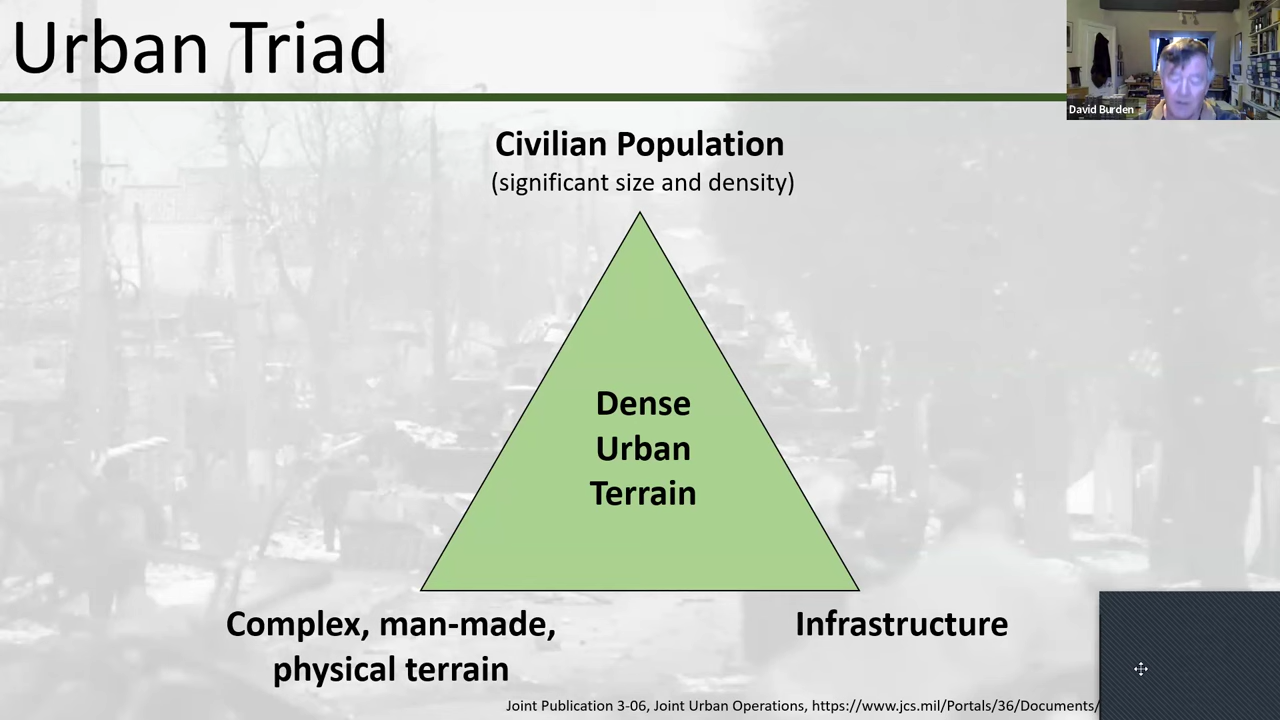 Urban Triad
David Burden
Civilian Population
(significant size and density)
Dense
Urban
Terrain
Complex, man-made,
physical terrain
Infrastructure
Joint Publication 3-06, Joint Urban Operations, https://www.jcs.mil/Portals/36/Documents/